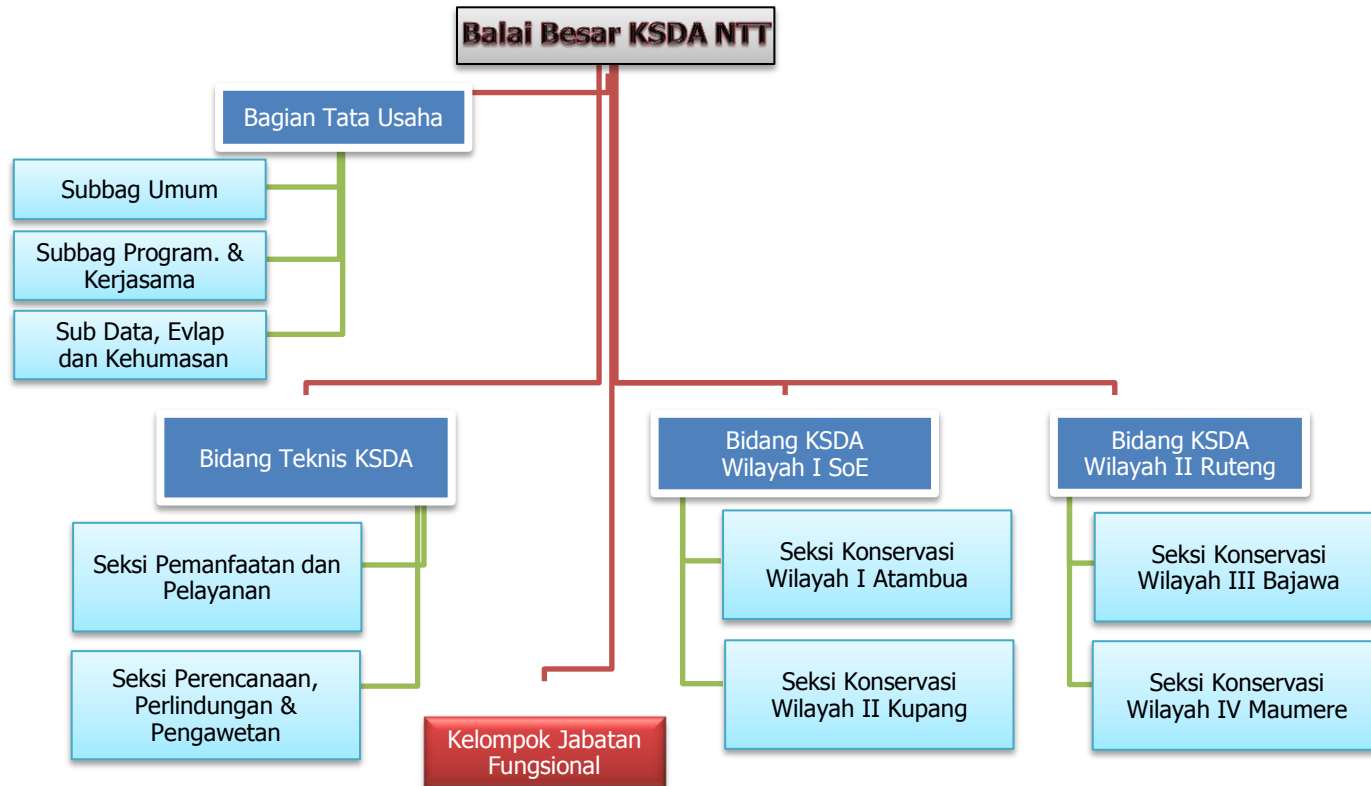 Balai Besar KSDA NTT
Bagian Tata Usaha
Subbag Umum
Subbag Program. &
Kerjasama
Sub Data, Evlap
dan Kehumasan
Bidang Teknis KSDA
Seksi Pemanfaatan dan
Pelayanan
Seksi Perencanaan,
Perlindungan &
Pengawetan
Kelompok Jabatan
Fungsional
Bidang KSDA
Wilayah I SoE
Seksi Konservasi
Wilayah I Atambua
Seksi Konservasi
Wilayah II Kupang
Bidang KSDA
Wilayah II Ruteng
Seksi Konservasi
Wilayah III Bajawa
Seksi Konservasi
Wilayah IV Maumere